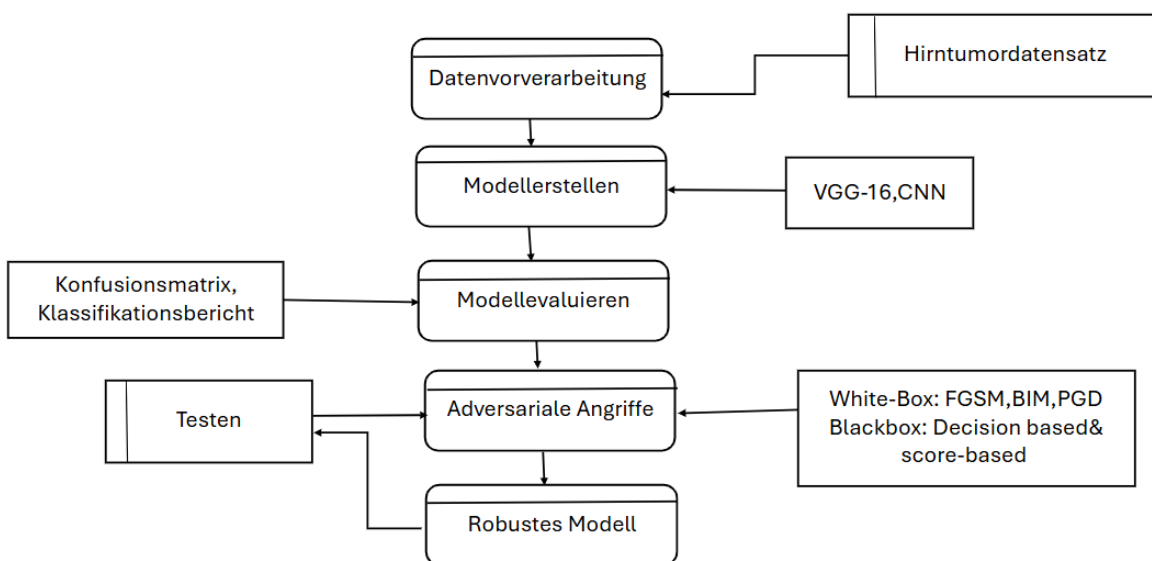 Datenvorverarbeitung
Hirntumordatensatz
Modellerstellen
VGG-16,CNN
Konfusionsmatrix,
Klassifikationsbericht
Modellevaluieren
Testen
Adversariale Angriffe
White-Box: FGSM,BIM,PGD
Blackbox: Decision based&
score-based
Robustes Modell